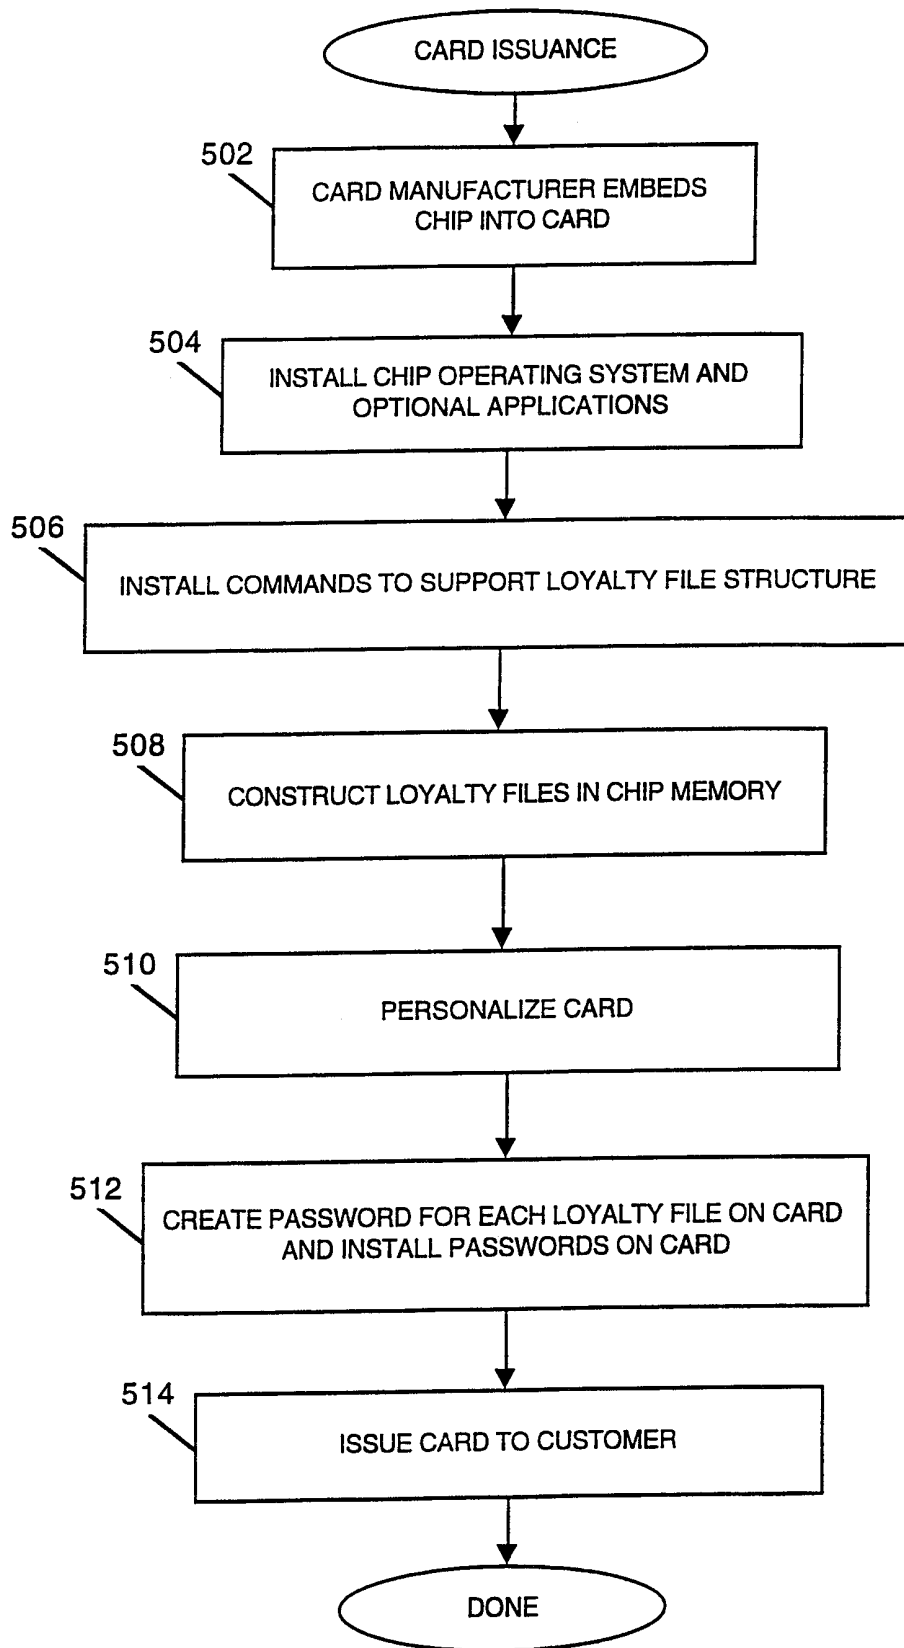 CARD ISSUANCE
502
CARD MANUFACTURER EMBEDS
CHIP INTO CARD
504
INSTALL CHIP OPERATING SYSTEM AND
OPTIONAL APPLICATIONS
506
INSTALL COMMANDS TO SUPPORT LOYALTY FILE STRUCTURE
508
CONSTRUCT LOYALTY FILES IN CHIP MEMORY
510
PERSONALIZE CARD
512
CREATE PASSWORD FOR EACH LOYALTY FILE ON CARD
AND INSTALL PASSWORDS ON CARD
514
ISSUE CARD TO CUSTOMER
DONE